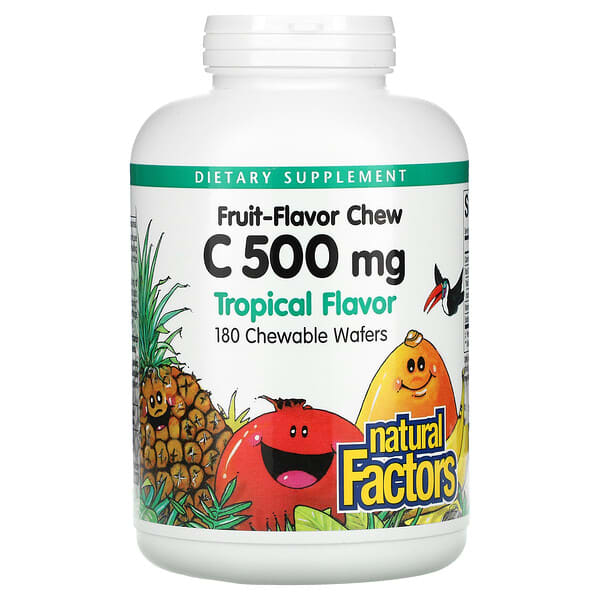 DIETARY SUPPLEMENT
Fruit-Flavor Chew
C 500 mg
Tropical Flavor
180 Chewable Wafers
natural
Factors